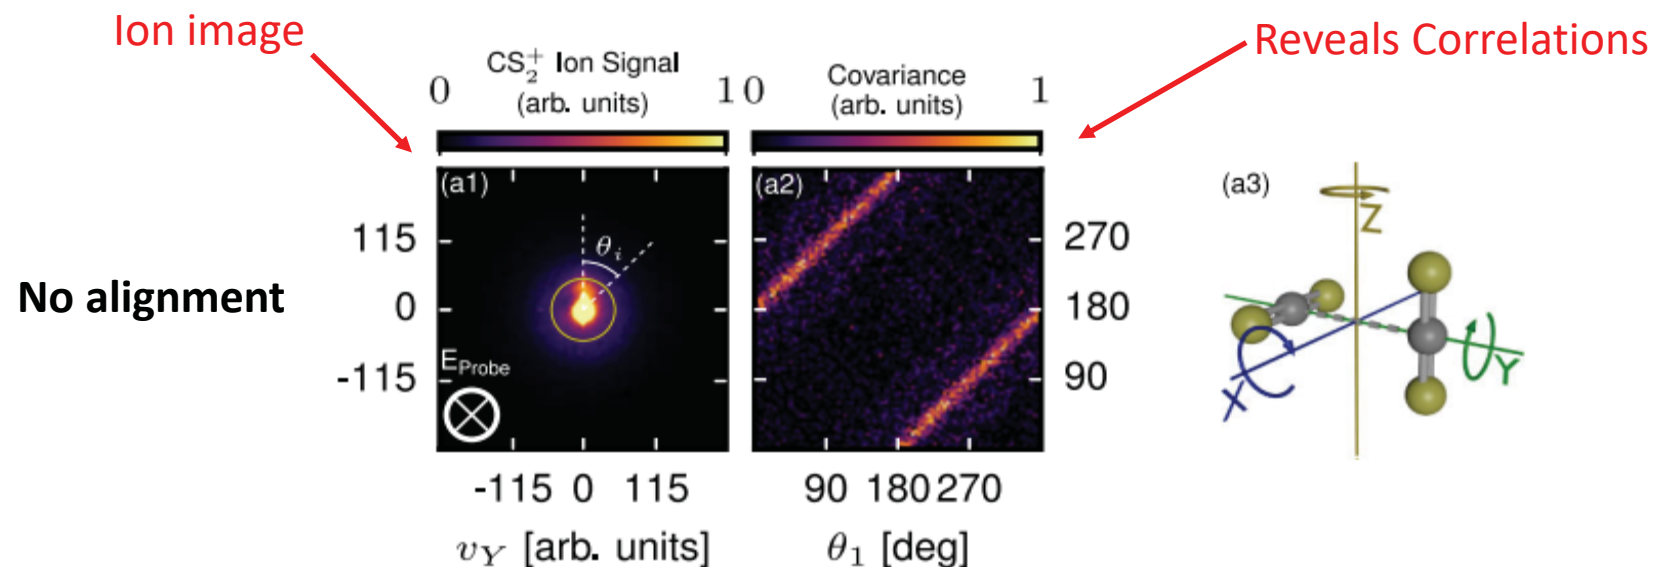 Ion image
Reveals Correlations
CS₂⁺ Ion Signal
(arb. units)
0 1
Covariance
(arb. units)
0 1
No alignment
(a1)
θᵢ
E_Probe
115
0
-115
-115 0 115
v_Y [arb. units]
(a2)
270
180
90
90 180 270
θ₁ [deg]
(a3)
Z
X
Y